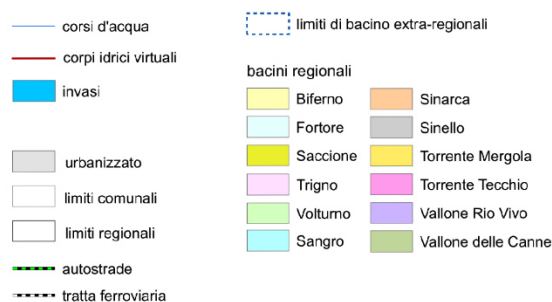 corsi d'acqua
corpi idrici virtuali
invasi
urbanizzato
limiti comunali
limiti regionali
autostrade
tratta ferroviaria
limiti di bacino extra-regionali
bacini regionali
Biferno
Fortore
Saccione
Trigno
Volturno
Sangro
Sinarca
Sinello
Torrente Mergola
Torrente Tecchio
Vallone Rio Vivo
Vallone delle Canne